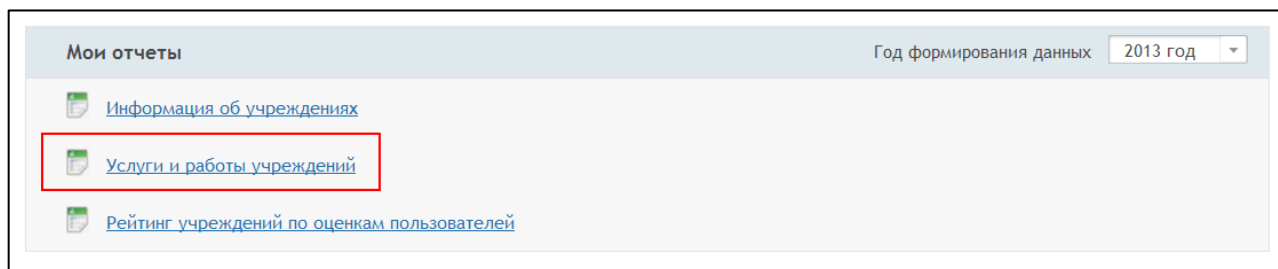 Мои отчеты Год формирования данных 2013 год
Информация об учреждениях
Услуги и работы учреждений
Рейтинг учреждений по оценкам пользователей